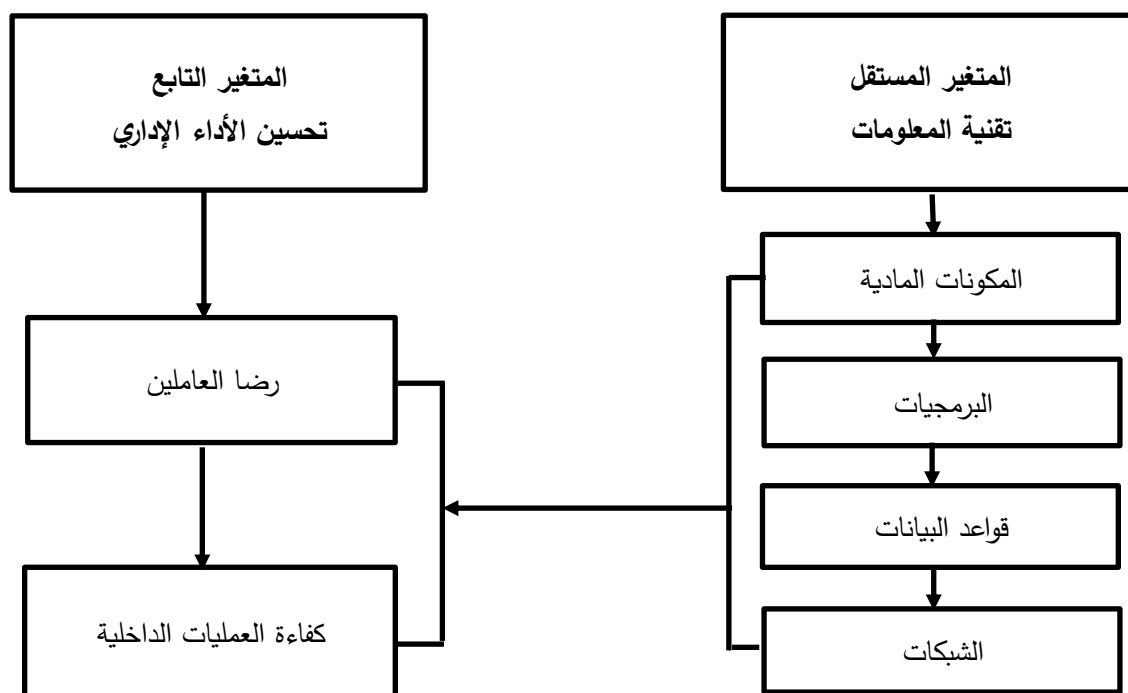 المتغير المستقل
تقنية المعلومات
المتغير التابع
تحسين الأداء الإداري
المكونات المادية
البرمجيات
قواعد البيانات
الشبكات
رضا العاملين
كفاءة العمليات الداخلية